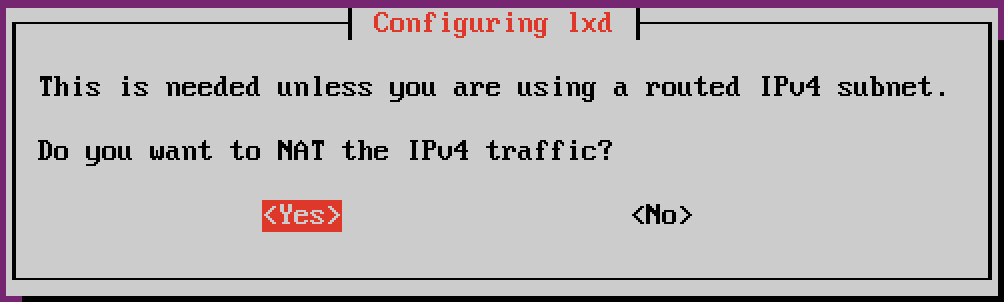 Configuring lxd
This is needed unless you are using a routed IPv4 subnet.
Do you want to NAT the IPv4 traffic?
<Yes> <No>